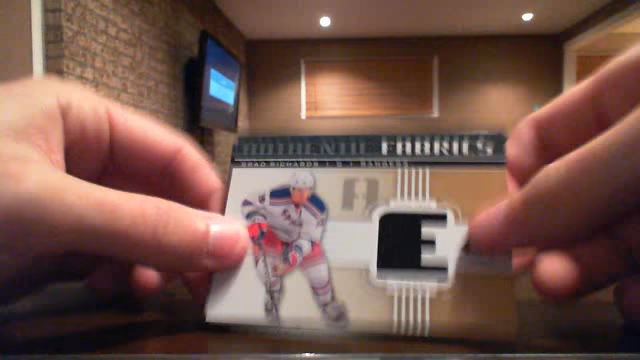 AUTHENTIC FABRICS
BRAD RICHARDS | C | RANGERS
A
E